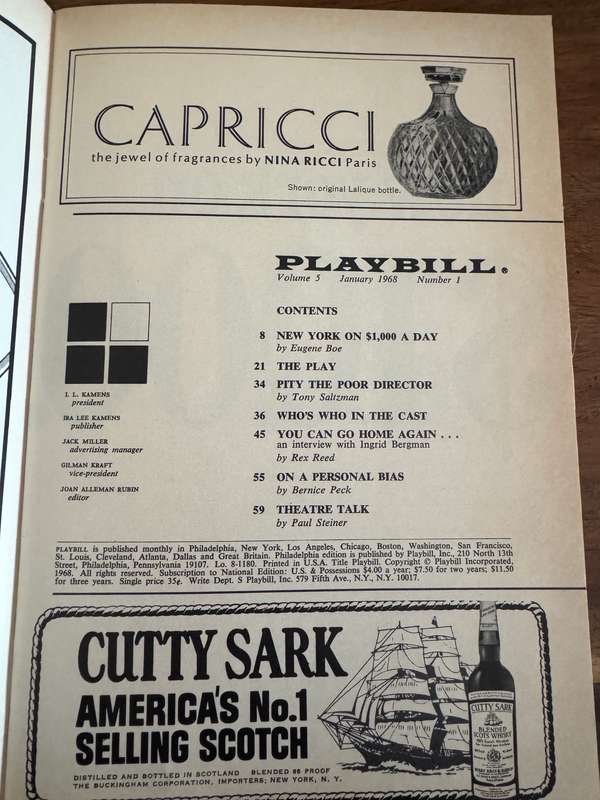 CAPRICCI
the jewel of fragrances by NINA RICCI Paris
Shown: original Lalique bottle.
PLAYBILL®
Volume 5 January 1968 Number 1
CONTENTS
8 NEW YORK ON $1,000 A DAY
by Eugene Boe
21 THE PLAY
34 PITY THE POOR DIRECTOR
by Tony Saltzman
36 WHO'S WHO IN THE CAST
45 YOU CAN GO HOME AGAIN . . .
an interview with Ingrid Bergman
by Rex Reed
55 ON A PERSONAL BIAS
by Bernice Peck
59 THEATRE TALK
by Paul Steiner
I. L. KAMENS
president
IRA LEE KAMENS
publisher
JACK MILLER
advertising manager
GILMAN KRAFT
vice-president
JOAN ALLEMAN RUBIN
editor
PLAYBILL is published monthly in Philadelphia, New York, Los Angeles, Chicago, Boston, Washington, San Francisco,
St. Louis, Cleveland, Atlanta, Dallas and Great Britain. Philadelphia edition is published by Playbill, Inc., 210 North 13th
Street, Philadelphia, Pennsylvania 19107. Lo. 8-1180. Printed in U.S.A. Title Playbill. Copyright © Playbill Incorporated,
1968. All rights reserved. Subscription to National Edition: U.S. & Possessions $4.00 a year; $7.50 for two years; $11.50
for three years. Single price 35¢. Write Dept. S Playbill, Inc. 579 Fifth Ave., N.Y., N.Y. 10017.
CUTTY SARK
AMERICA'S No.1
SELLING SCOTCH
DISTILLED AND BOTTLED IN SCOTLAND BLENDED 86 PROOF
THE BUCKINGHAM CORPORATION, IMPORTERS; NEW YORK, N. Y.
CUTTY SARK
BLENDED
SCOTS WHISKY